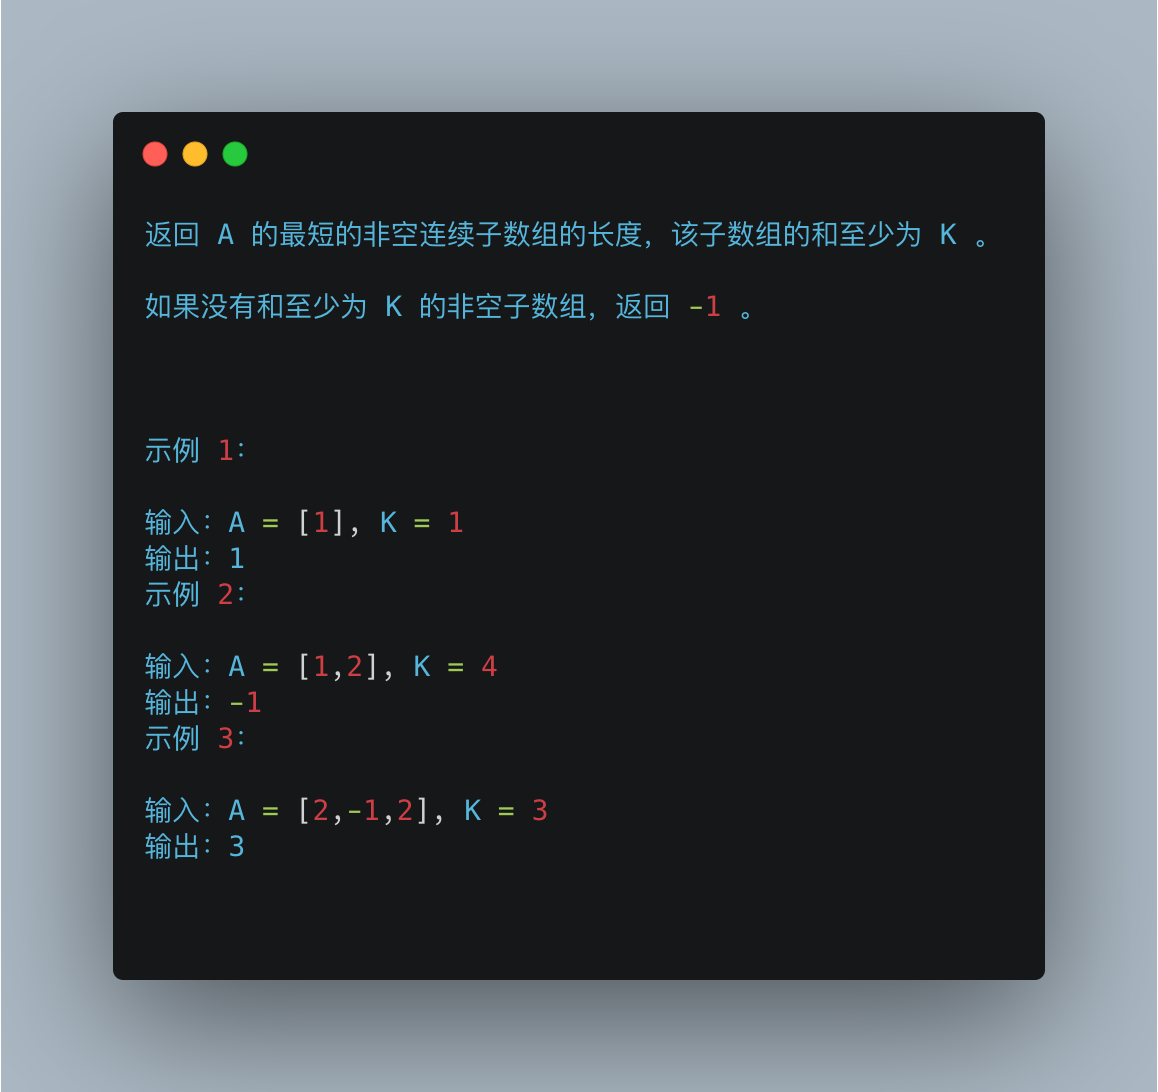 返回 A 的最短的非空连续子数组的长度，该子数组的和至少为 K 。
如果没有和至少为 K 的非空子数组，返回 -1 。
示例 1：
输入：A = [1], K = 1
输出：1
示例 2：
输入：A = [1,2], K = 4
输出：-1
示例 3：
输入：A = [2,-1,2], K = 3
输出：3